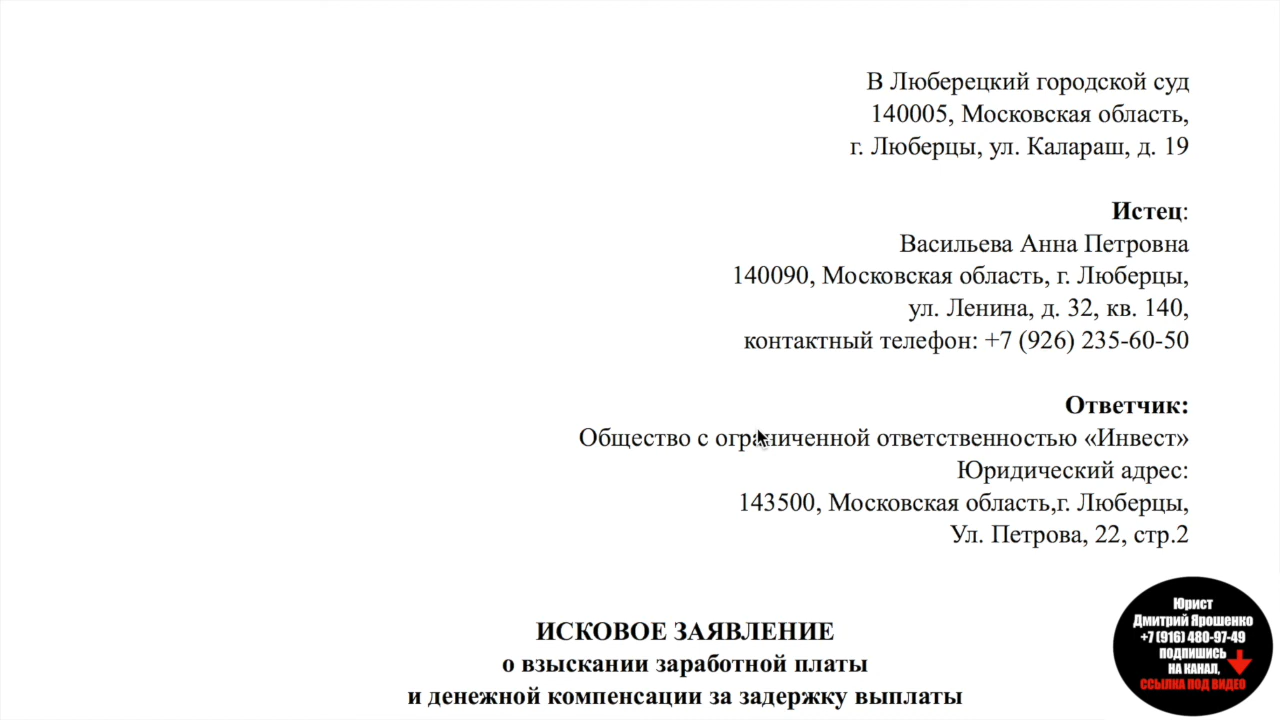 В Люберецкий городской суд
140005, Московская область,
г. Люберцы, ул. Калараш, д. 19
Истец:
Васильева Анна Петровна
140090, Московская область, г. Люберцы,
ул. Ленина, д. 32, кв. 140,
контактный телефон: +7 (926) 235-60-50
Ответчик:
Общество с ограниченной ответственностью «Инвест»
Юридический адрес:
143500, Московская область,г. Люберцы,
Ул. Петрова, 22, стр.2
ИСКОВОЕ ЗАЯВЛЕНИЕ
о взыскании заработной платы
и денежной компенсации за задержку выплаты
Юрист
Дмитрий Ярошенко
+7 (916) 480-97-49
подпишись
на канал,
ссылка под видео